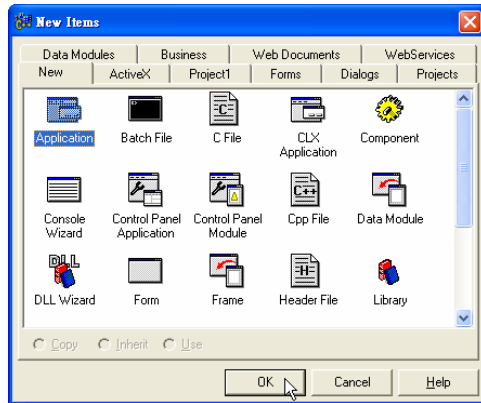 New Items
Data Modules Business Web Documents WebServices
New ActiveX Project1 Forms Dialogs Projects
Application Batch File C File CLX Application Component
Console Wizard Control Panel Application Control Panel Module Cpp File Data Module
DLL Wizard Form Frame Header File Library
Copy Inherit Use
OK Cancel Help